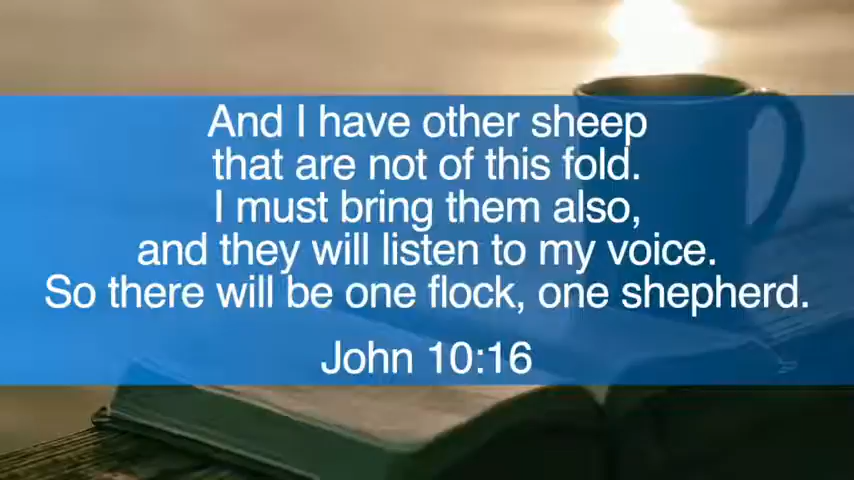 And I have other sheep
that are not of this fold.
I must bring them also,
and they will listen to my voice.
So there will be one flock, one shepherd.
John 10:16